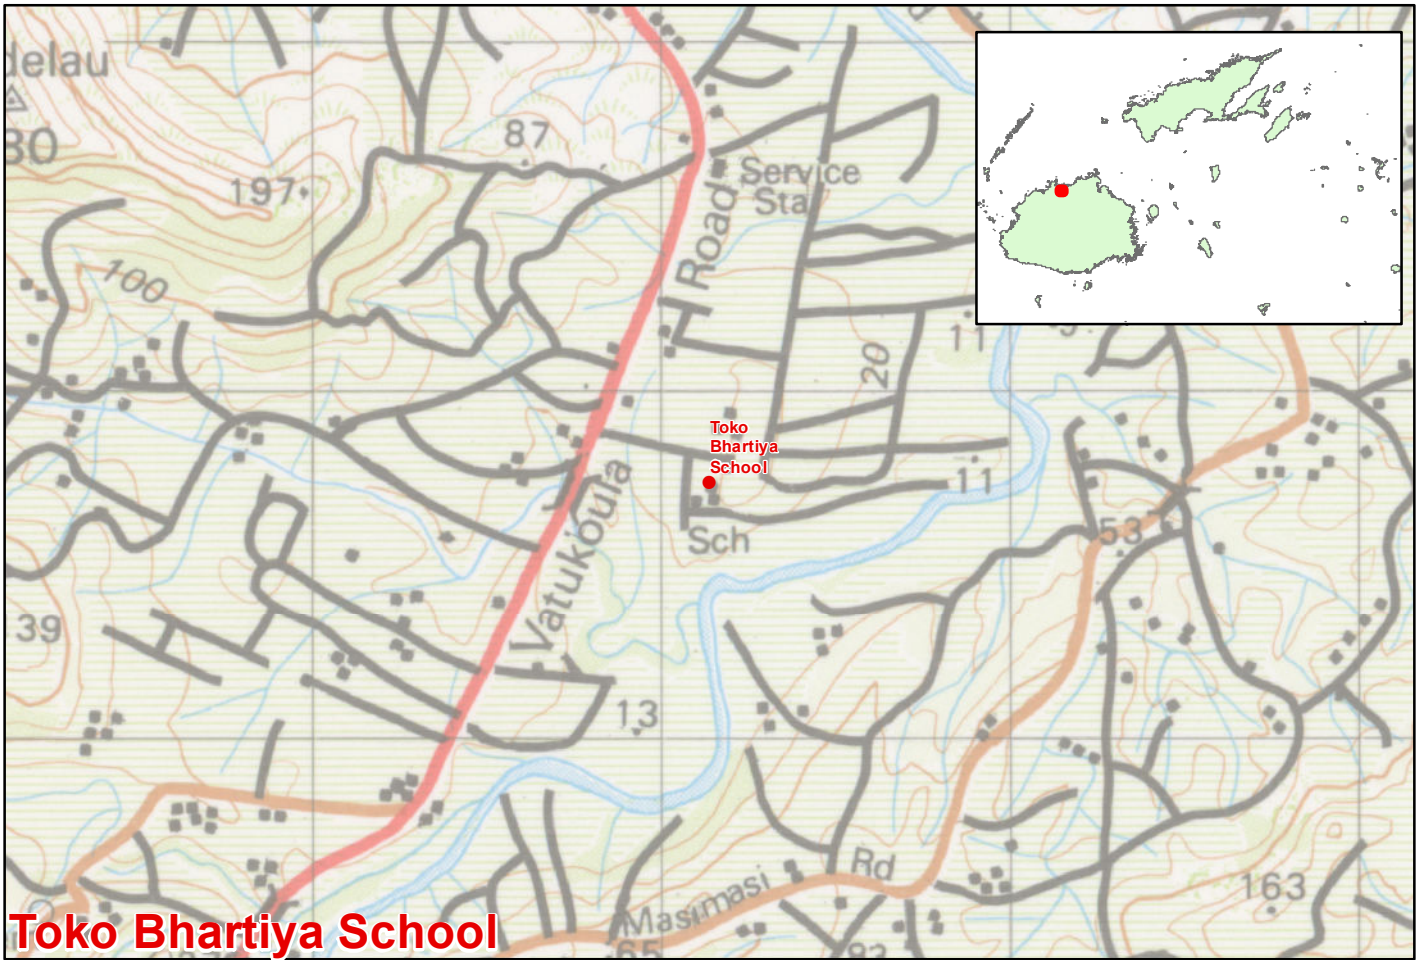 delau
30
87
197
Service
Sta
Road
100
11
20
Toko
Bhartiya
School
11
Sch
53
Vatukoula
39
13
Rd
Masimasi
163
65
83
Toko Bhartiya School